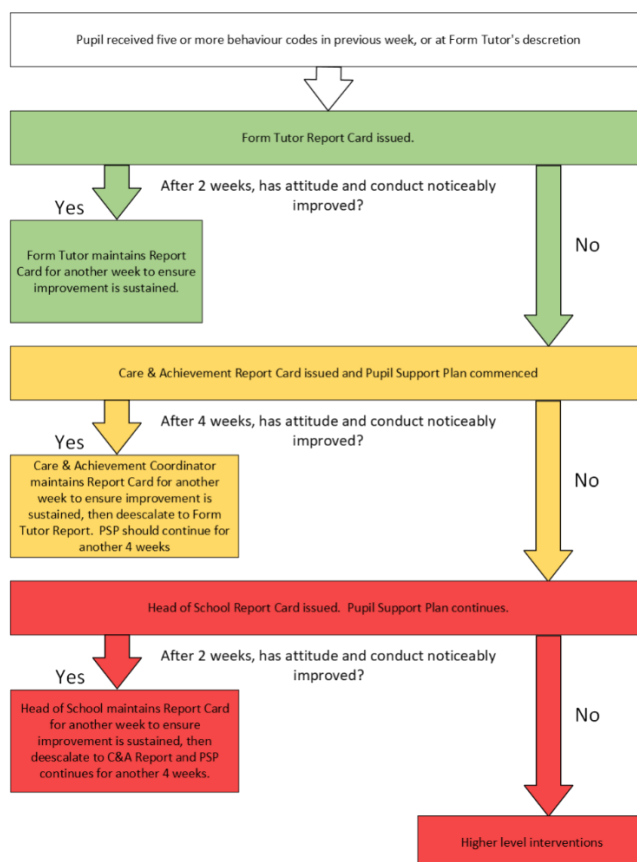 Pupil received five or more behaviour codes in previous week, or at Form Tutor's descretion
Form Tutor Report Card issued.
After 2 weeks, has attitude and conduct noticeably
improved?
Yes
No
Form Tutor maintains Report
Card for another week to ensure
improvement is sustained.
Care & Achievement Report Card issued and Pupil Support Plan commenced
After 4 weeks, has attitude and conduct noticeably
improved?
Yes
No
Care & Achievement Coordinator
maintains Report Card for another
week to ensure improvement is
sustained, then deescalate to Form
Tutor Report.  PSP should continue for
another 4 weeks
Head of School Report Card issued.  Pupil Support Plan continues.
After 2 weeks, has attitude and conduct noticeably
improved?
Yes
No
Head of School maintains Report Card
for another week to ensure
improvement is sustained, then
deescalate to C&A Report and PSP
continues for another 4 weeks.
Higher level interventions